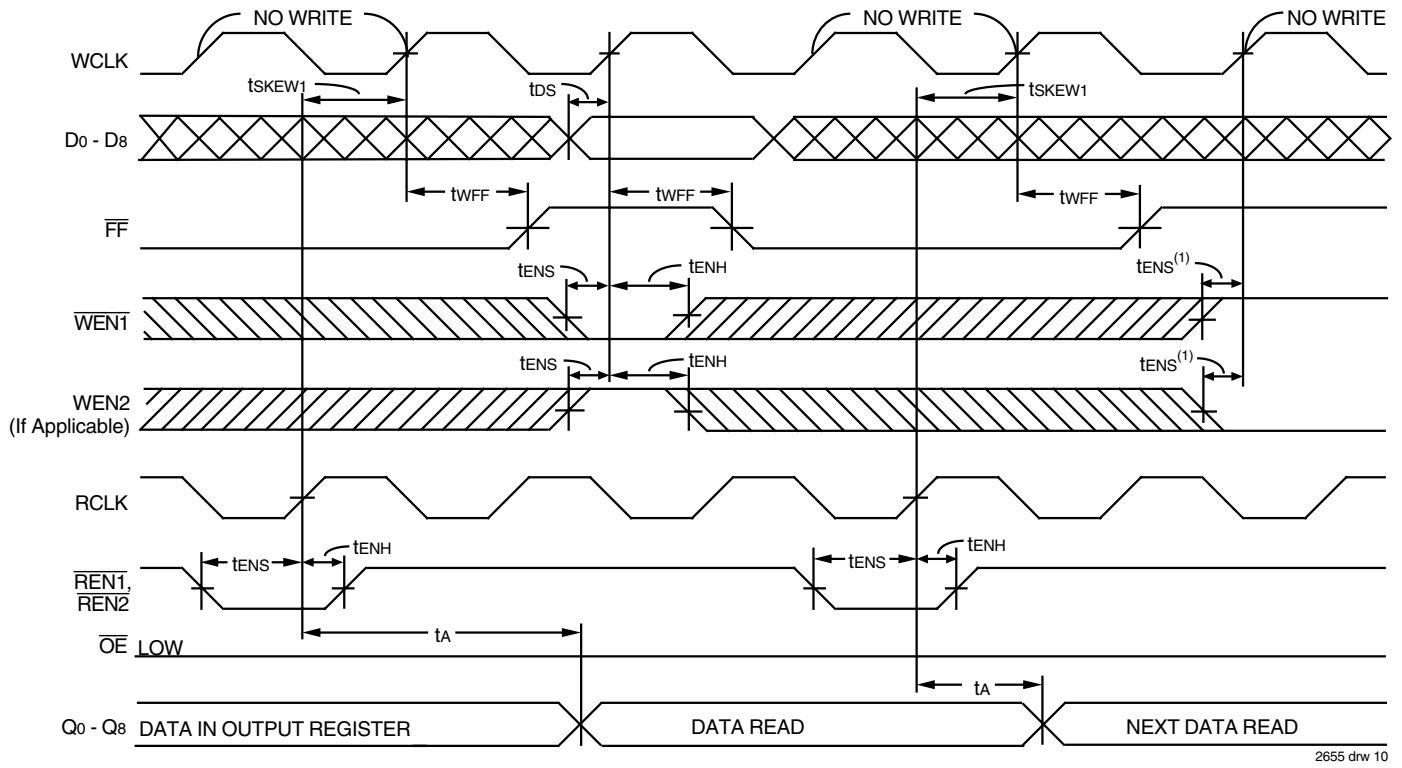 NO WRITE NO WRITE NO WRITE
WCLK
tSKEW1 tDS tSKEW1
D0 - D8
tWFF tWFF tWFF
FF
tENS tENH tENS(1)
WEN1
tENS tENH tENS(1)
WEN2
(If Applicable)
RCLK
tENS tENH tENS tENH
REN1,
REN2
tA
OE LOW
tA
Q0 - Q8 DATA IN OUTPUT REGISTER DATA READ NEXT DATA READ
2655 drw 10